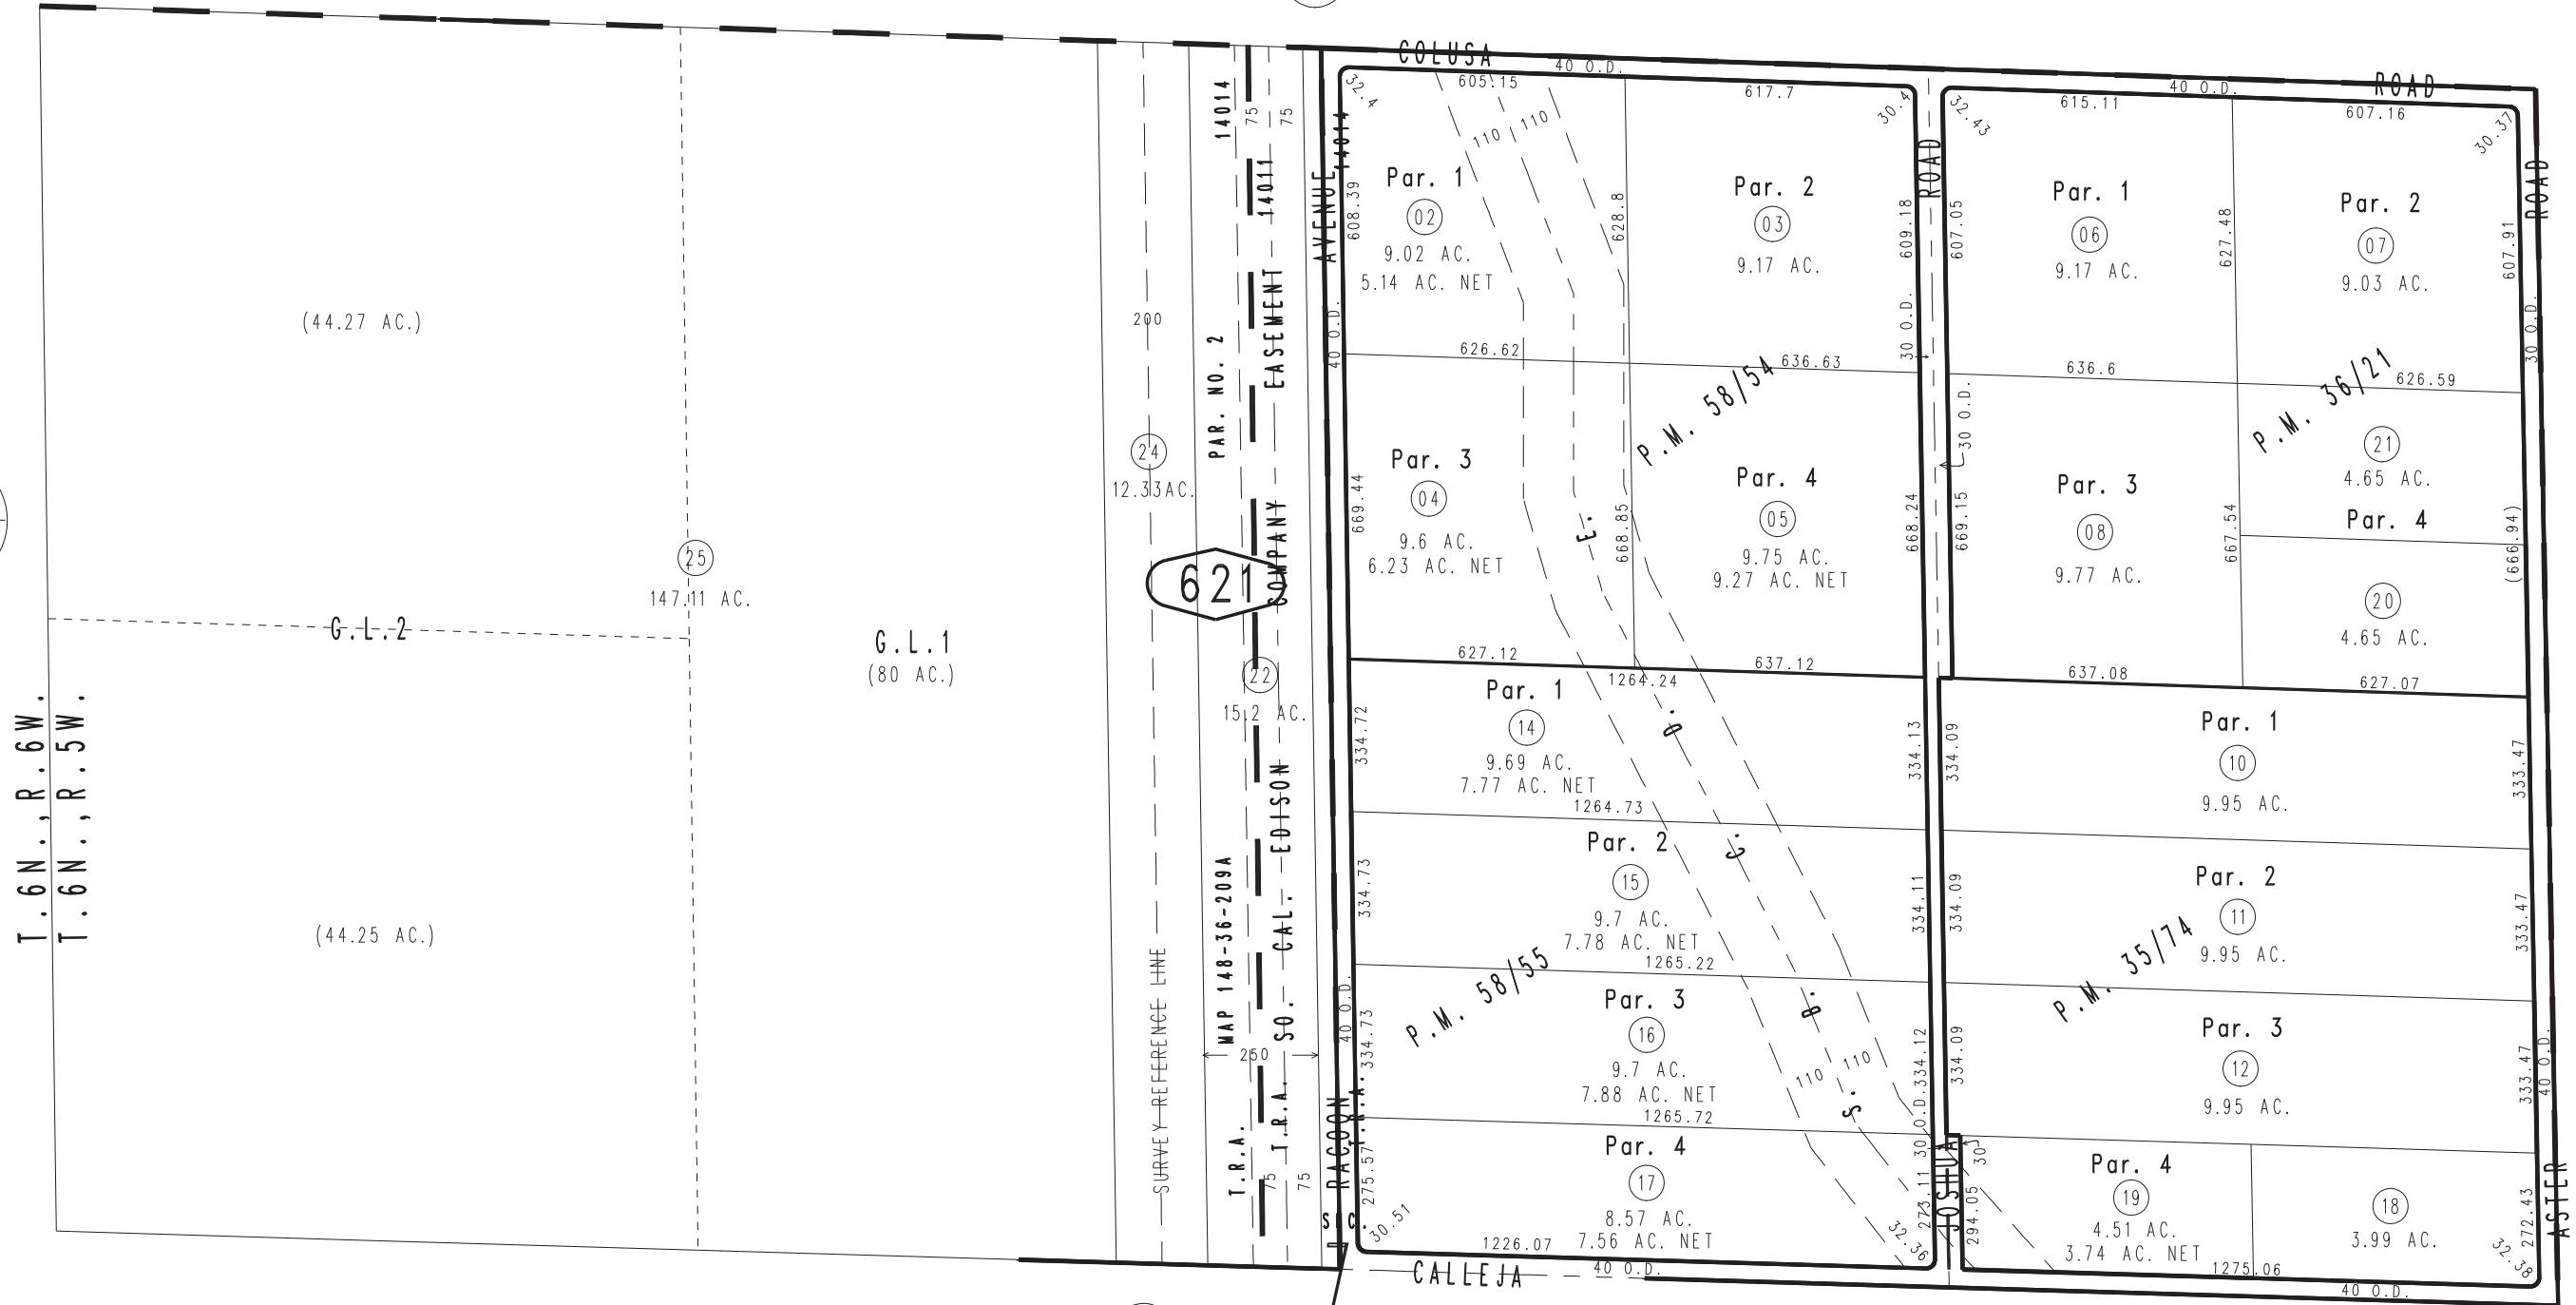 COLUSA
ROAD
40 O.D.
40 O.D.
32.4
605.15
617.7
30.4
32.43
615.11
607.16
30.37
110
110
Par. 1
02
9.02 AC.
5.14 AC. NET
608.39
628.8
Par. 2
03
9.17 AC.
609.18
ROAD
607.05
Par. 1
06
9.17 AC.
627.48
Par. 2
07
9.03 AC.
607.91
ROAD
30 O.D.
40 O.D.
30 O.D.
30 O.D.
626.62
636.63
636.6
626.59
P.M. 58/54
P.M. 36/21
Par. 3
04
9.6 AC.
6.23 AC. NET
669.44
668.85
Par. 4
05
9.75 AC.
9.27 AC. NET
668.24
669.15
Par. 3
08
9.77 AC.
667.54
21
4.65 AC.
Par. 4
(666.94)
20
4.65 AC.
627.12
637.12
1264.24
637.08
627.07
Par. 1
14
9.69 AC.
7.77 AC. NET
334.72
334.13
334.09
1264.73
Par. 1
10
9.95 AC.
333.47
Par. 2
15
9.7 AC.
7.78 AC. NET
334.73
334.11
334.09
1265.22
Par. 2
11
9.95 AC.
333.47
P.M. 58/55
P.M. 35/74
Par. 3
16
9.7 AC.
7.88 AC. NET
334.73
334.12
334.09
110
110
1265.72
Par. 3
12
9.95 AC.
333.47
40 O.D.
40 O.D.
30 O.D.
30
Par. 4
17
8.57 AC.
7.56 AC. NET
275.57
30.51
1226.07
32.36
273.11
JOSHUA
294.05
Par. 4
19
4.51 AC.
3.74 AC. NET
18
3.99 AC.
1275.06
272.43
32.38
ASTER
CALLEJA
40 O.D.
40 O.D.
S. B. C. D. E.
AVENUE
RACOON
14014
T.R.A.
14014
T.R.A.
14011
T.R.A.
75
75
75
75
SO. CAL. EDISON COMPANY EASEMENT
MAP 148-36-209A PAR. NO. 2
250
621
22
15.2 AC.
200
24
12.33AC.
SURVEY REFERENCE LINE
(44.27 AC.)
25
147.11 AC.
G.L.2
G.L.1
(80 AC.)
(44.25 AC.)
T.6N.,R.6W.
T.6N.,R.5W.